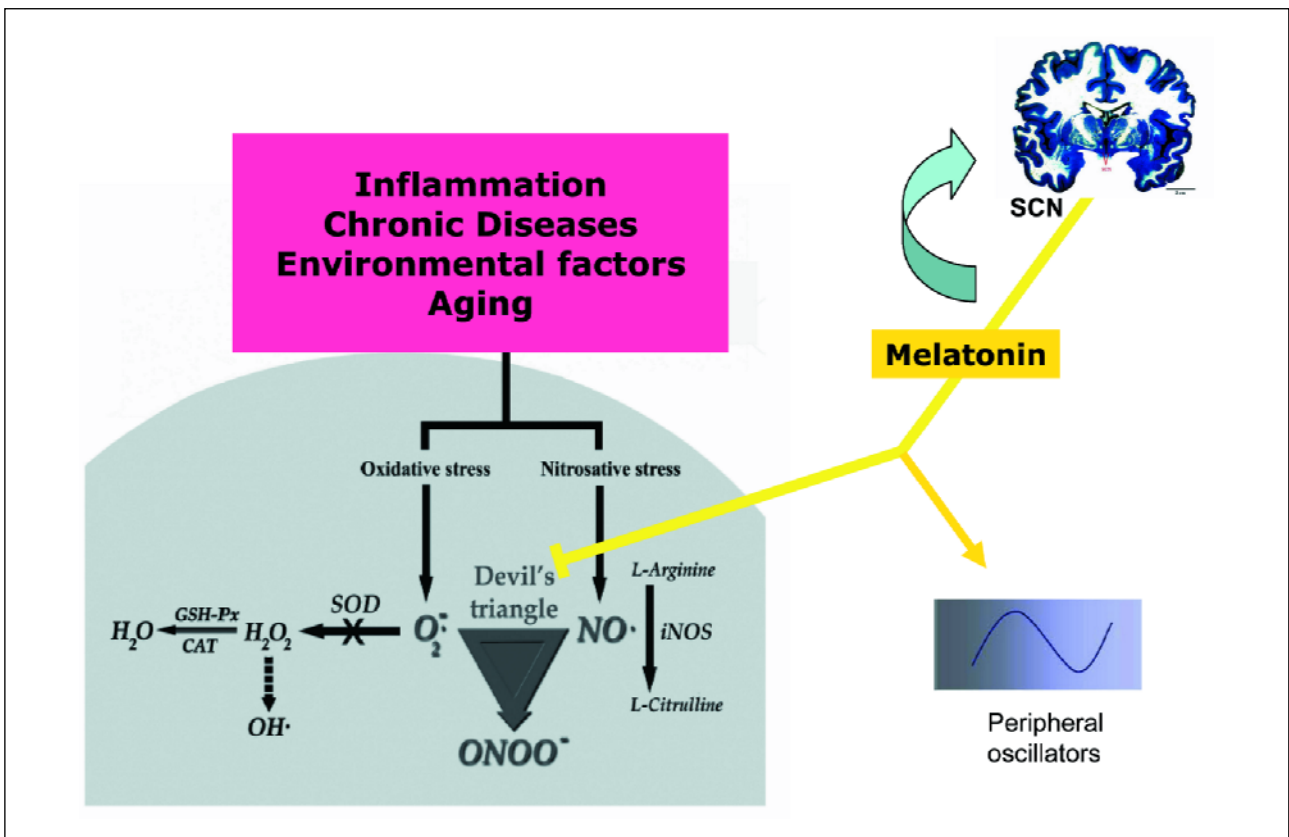 Inflammation
Chronic Diseases
Environmental factors
Aging
SCN
Melatonin
Oxidative stress
Nitrosative stress
Devil's
triangle
L-Arginine
iNOS
L-Citrulline
H₂O
GSH-Px
CAT
H₂O₂
SOD
O₂·⁻
NO·
OH·
ONOO⁻
Peripheral
oscillators